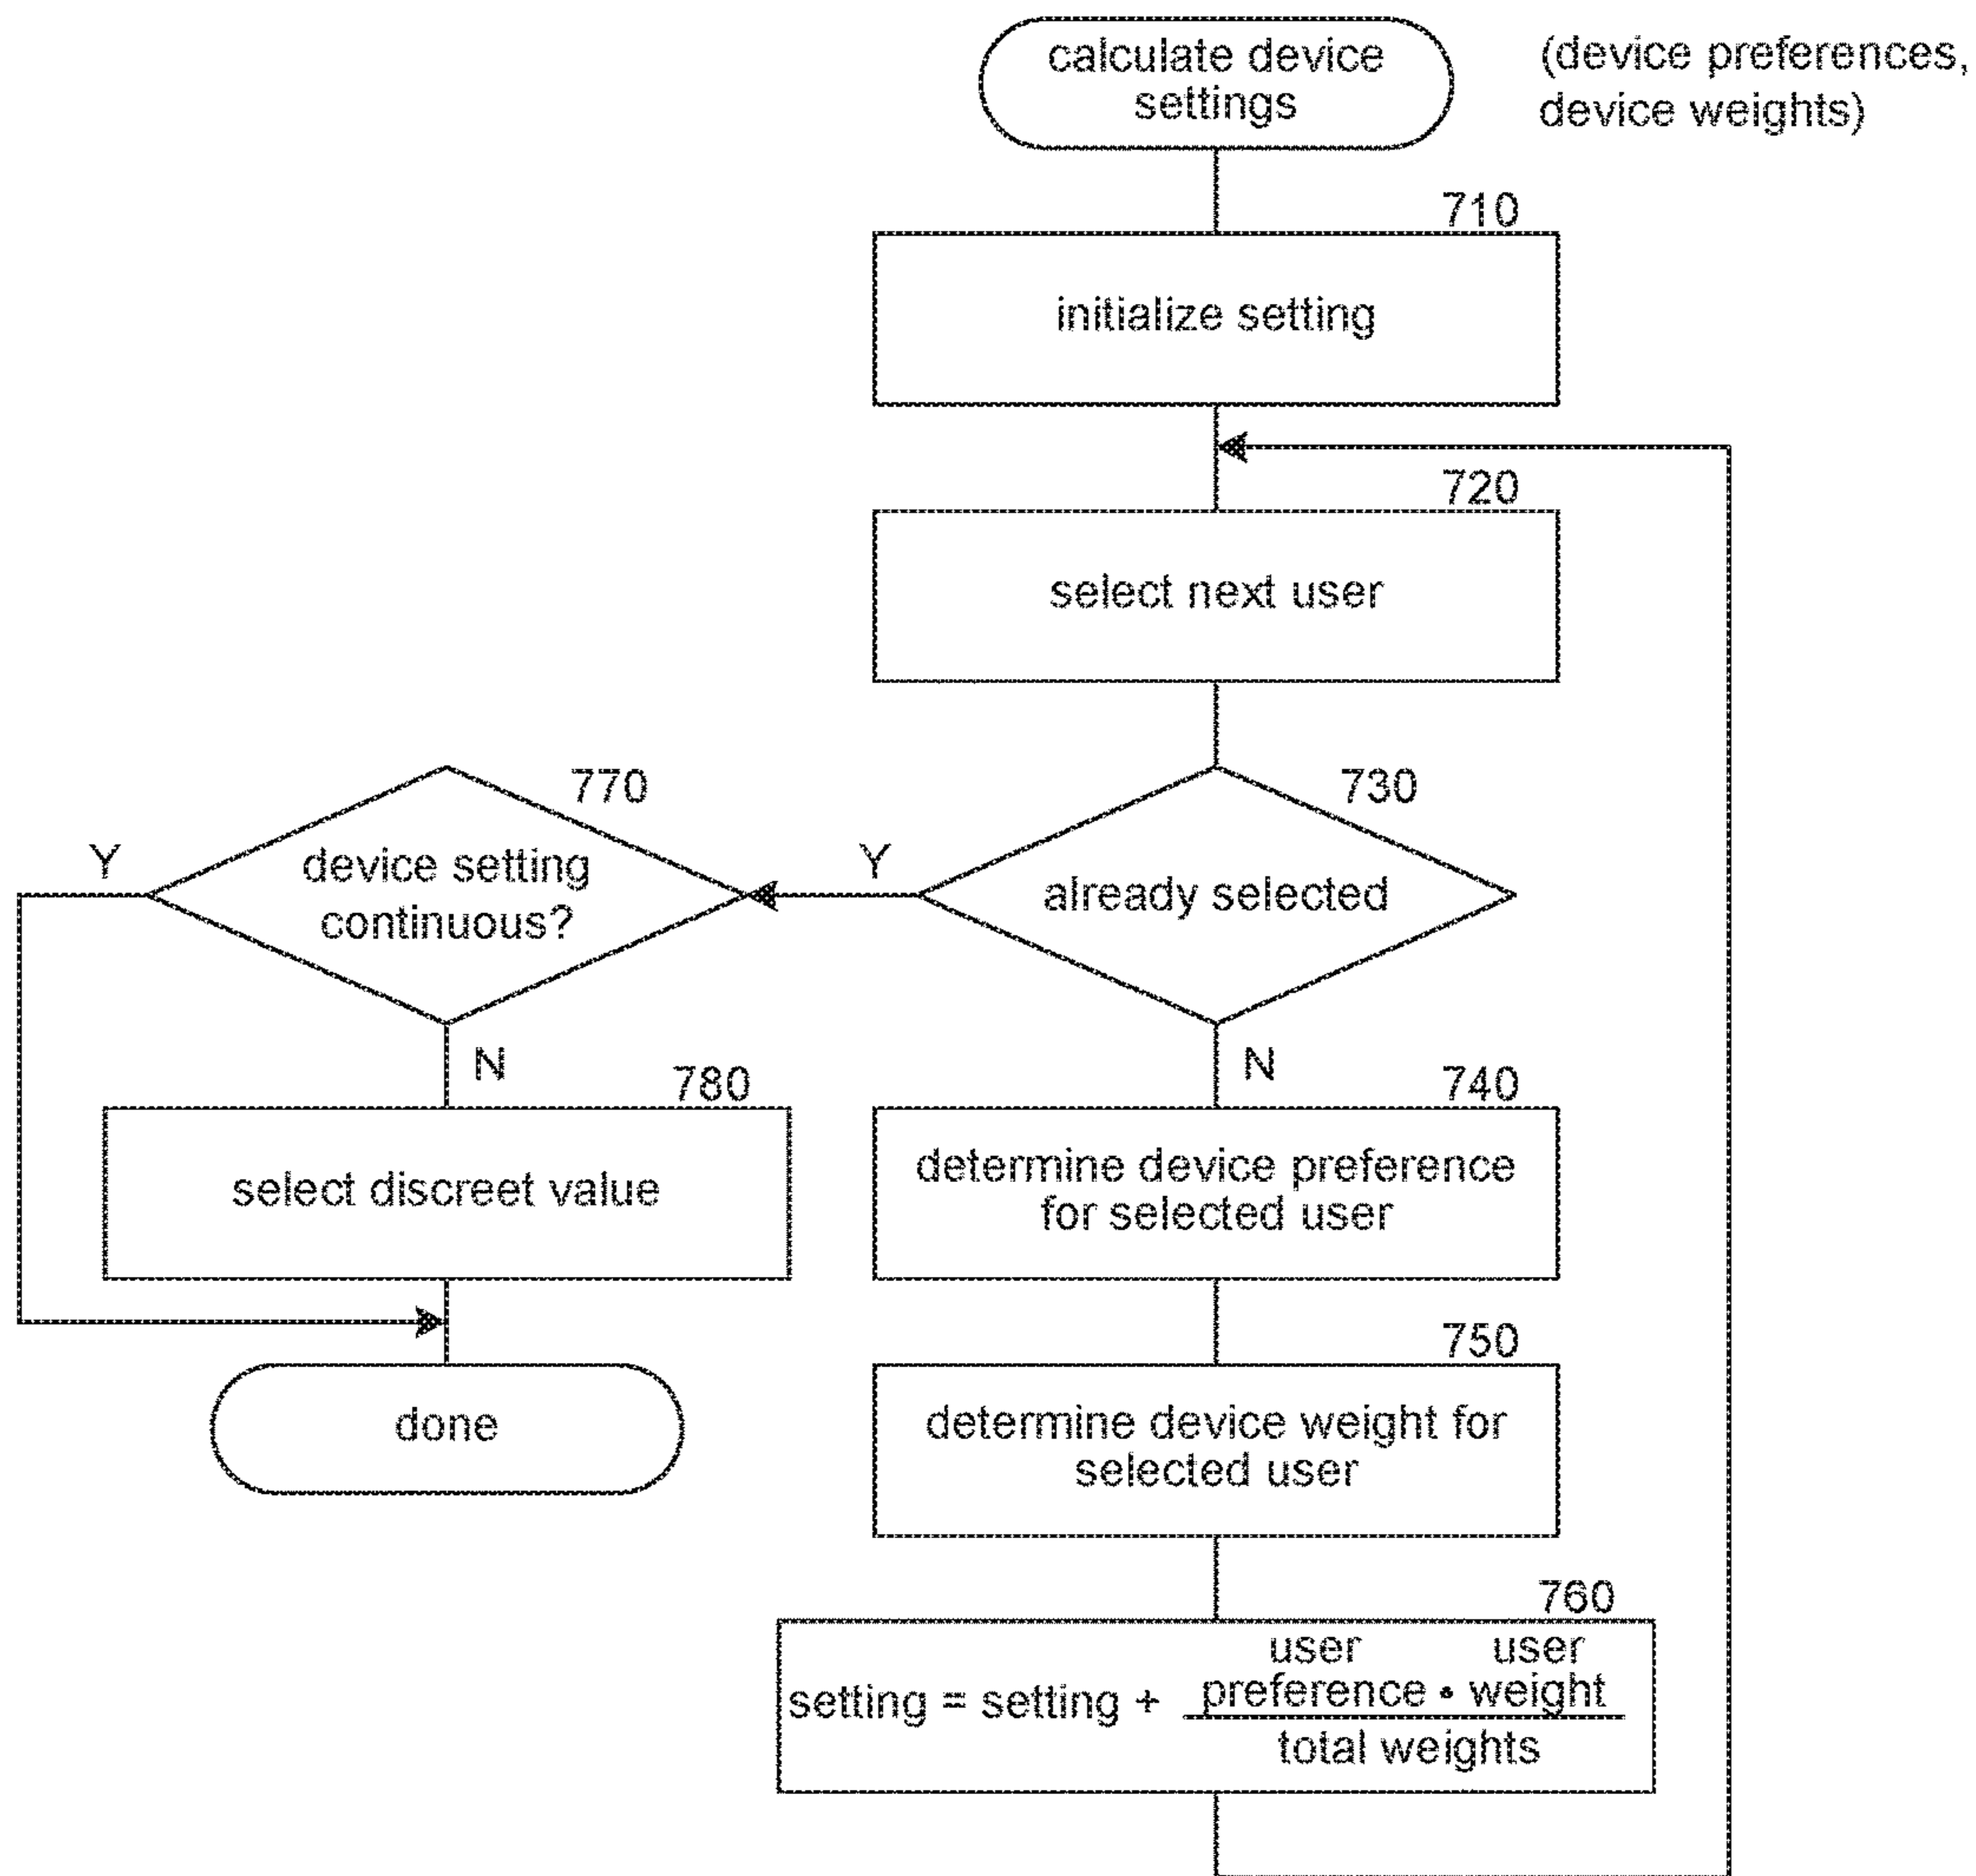 calculate device
settings
(device preferences,
device weights)
710
initialize setting
720
select next user
730
already selected
Y
N
770
device setting
continuous?
Y
N
780
select discreet value
done
740
determine device preference
for selected user
750
determine device weight for
selected user
760
user user
setting = setting + preference • weight
total weights